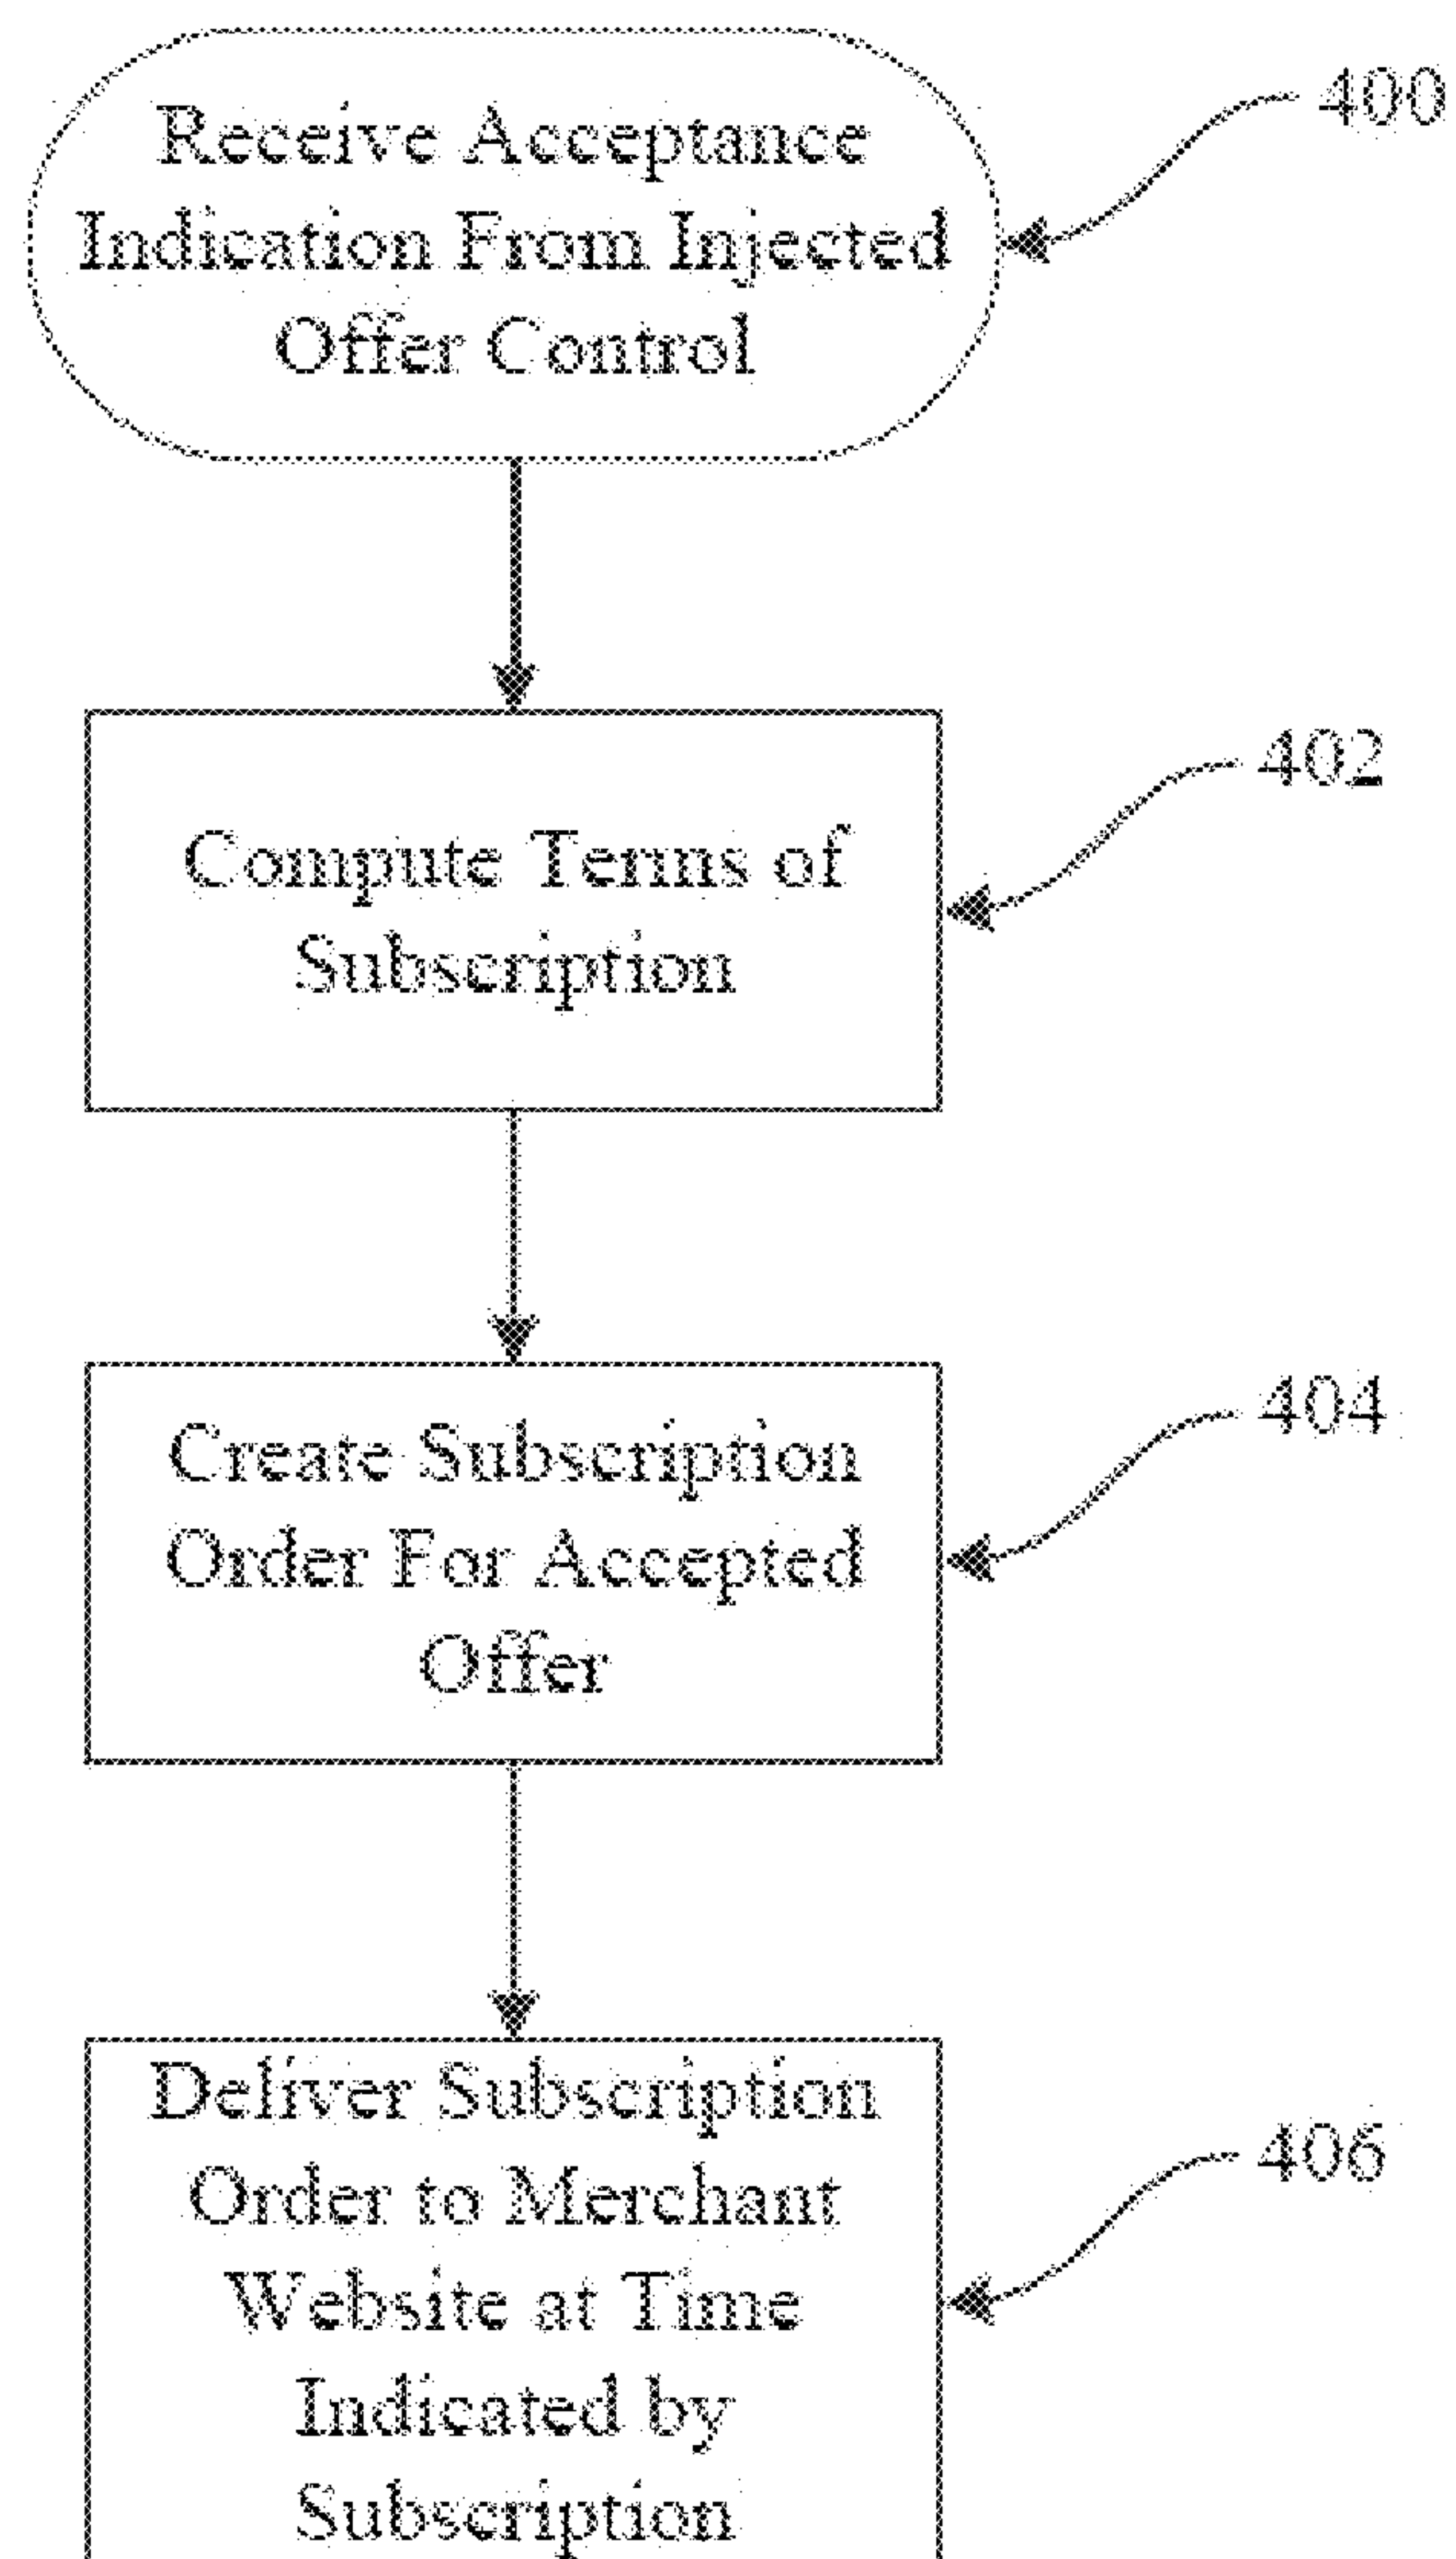 Receive Acceptance
Indication From Injected
Offer Control
400
Compute Terms of
Subscription
402
Create Subscription
Order For Accepted
Offer
404
Deliver Subscription
Order to Merchant
Website at Time
Indicated by
Subscription
406